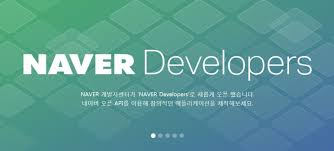 NAVER Developers
NAVER 개발자센터가 'NAVER Developers'로 새롭게 오픈 했습니다.
네이버 오픈 API를 이용해 창의적인 애플리케이션을 제작해보세요.